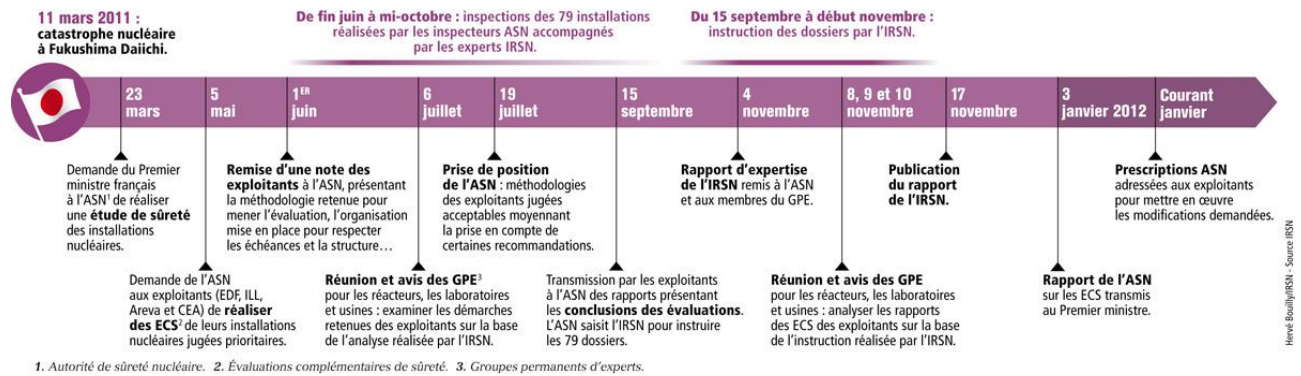 11 mars 2011 :
catastrophe nucléaire
à Fukushima Daiichi.
De fin juin à mi-octobre : inspections des 79 installations
réalisées par les inspecteurs ASN accompagnés
par les experts IRSN.
Du 15 septembre à début novembre :
instruction des dossiers par l'IRSN.
23
mars
5
mai
1ER
juin
6
juillet
19
juillet
15
septembre
4
novembre
8, 9 et 10
novembre
17
novembre
3
janvier 2012
Courant
janvier
Demande du Premier
ministre français
à l'ASN¹ de réaliser
une étude de sûreté
des installations
nucléaires.
Remise d'une note des
exploitants à l'ASN, présentant
la méthodologie retenue pour
mener l'évaluation, l'organisation
mise en place pour respecter
les échéances et la structure…
Prise de position
de l'ASN : méthodologies
des exploitants jugées
acceptables moyennant
la prise en compte de
certaines recommandations.
Rapport d'expertise
de l'IRSN remis à l'ASN
et aux membres du GPE.
Publication
du rapport
de l'IRSN.
Prescriptions ASN
adressées aux exploitants
pour mettre en œuvre
les modifications demandées.
Demande de l'ASN
aux exploitants (EDF, ILL,
Areva et CEA) de réaliser
des ECS² de leurs installations
nucléaires jugées prioritaires.
Réunion et avis des GPE³
pour les réacteurs, les laboratoires
et usines : examiner les démarches
retenues des exploitants sur la base
de l'analyse réalisée par l'IRSN.
Transmission par les exploitants
à l'ASN des rapports présentant
les conclusions des évaluations.
L'ASN saisit l'IRSN pour instruire
les 79 dossiers.
Réunion et avis des GPE
pour les réacteurs, les laboratoires
et usines : analyser les rapports
des ECS des exploitants sur la base
de l'instruction réalisée par l'IRSN.
Rapport de l'ASN
sur les ECS transmis
au Premier ministre.
Hervé Bouilly/IRSN - Source IRSN
1. Autorité de sûreté nucléaire. 2. Évaluations complémentaires de sûreté. 3. Groupes permanents d'experts.